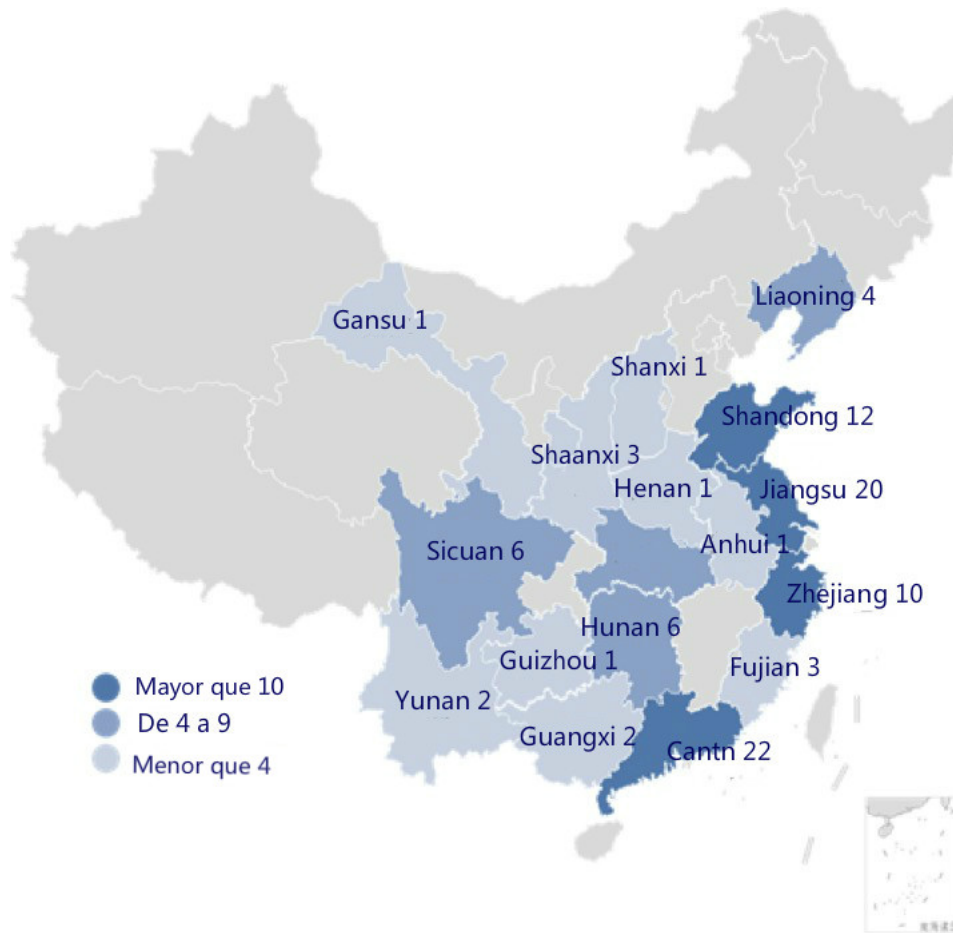 Liaoning 4
Gansu 1
Shanxi 1
Shandong 12
Shaanxi 3
Henan 1
Jiangsu 20
Anhui 1
Sicuan 6
Zhejiang 10
Hunan 6
Guizhou 1
Fujian 3
Yunan 2
Guangxi 2
Cantn 22
Mayor que 10
De 4 a 9
Menor que 4